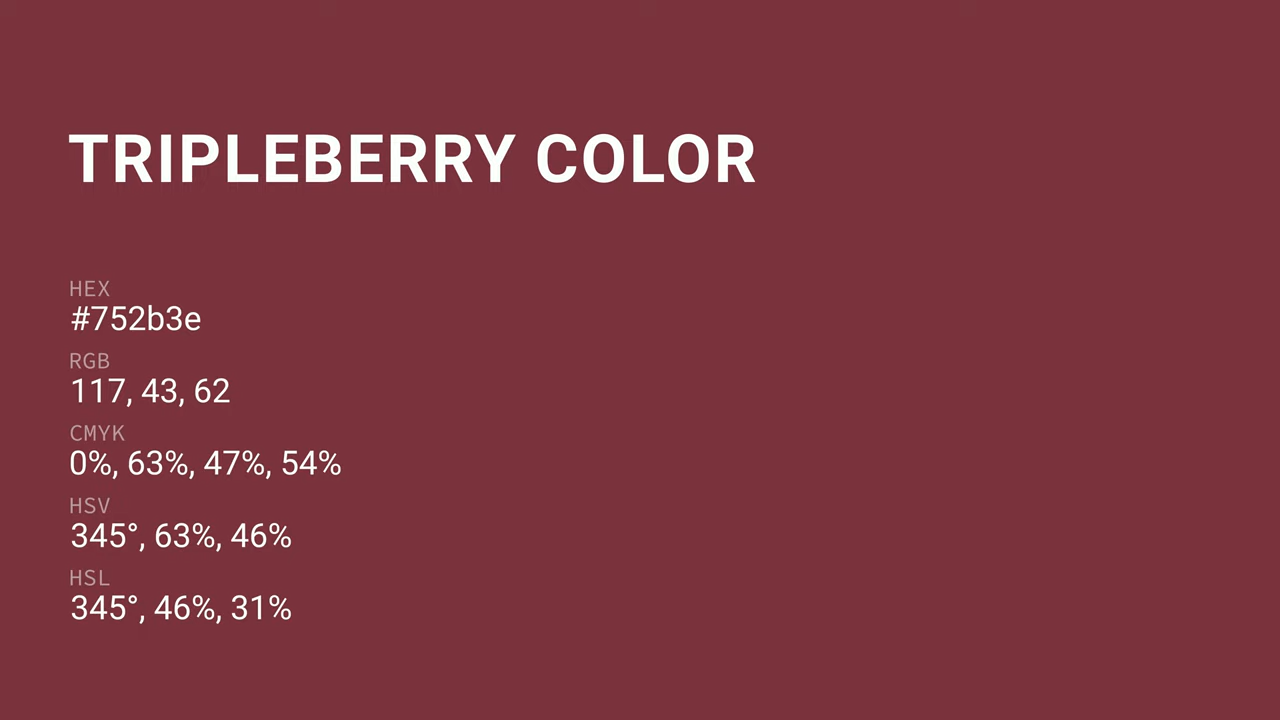 TRIPLEBERRY COLOR
HEX
#752b3e
RGB
117, 43, 62
CMYK
0%, 63%, 47%, 54%
HSV
345°, 63%, 46%
HSL
345°, 46%, 31%